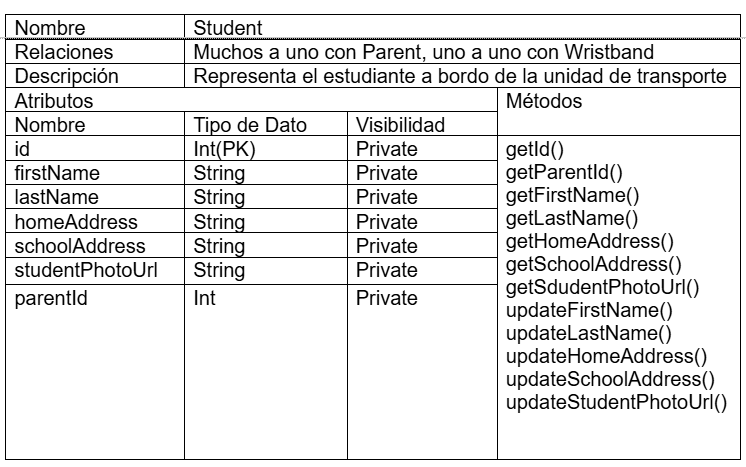 Nombre Student
Relaciones Muchos a uno con Parent, uno a uno con Wristband
Descripción Representa el estudiante a bordo de la unidad de transporte
Atributos Métodos
Nombre Tipo de Dato Visibilidad
id Int(PK) Private getId()
firstName String Private getParentId()
lastName String Private getFirstName()
homeAddress String Private getLastName()
schoolAddress String Private getHomeAddress()
studentPhotoUrl String Private getSchoolAddress()
parentId Int Private getSdudentPhotoUrl()
updateFirstName()
updateLastName()
updateHomeAddress()
updateSchoolAddress()
updateStudentPhotoUrl()